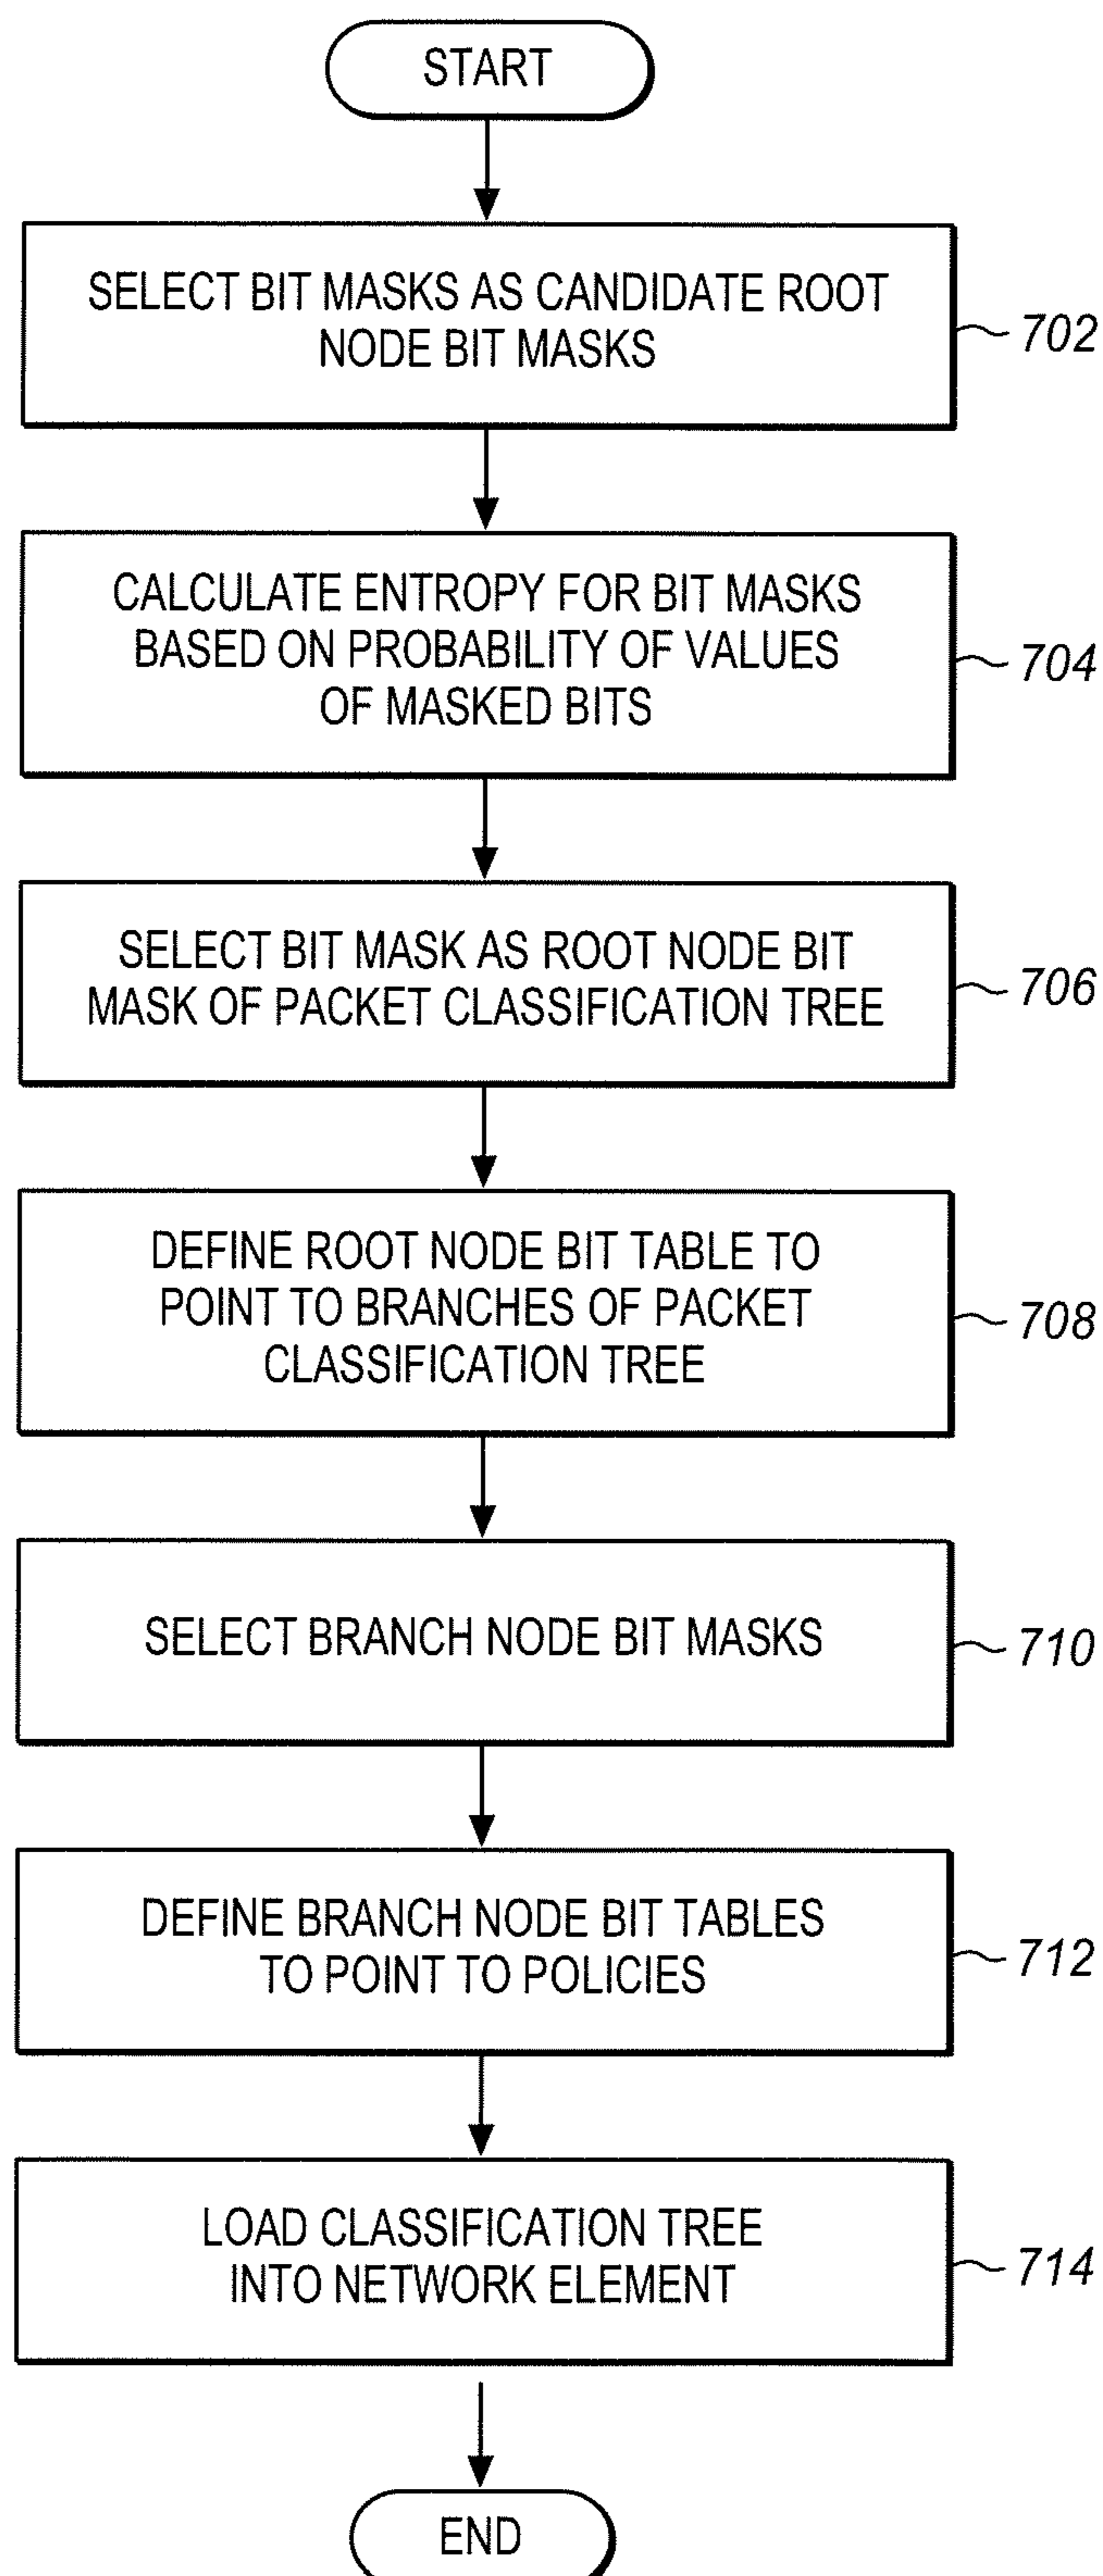 START
SELECT BIT MASKS AS CANDIDATE ROOT
NODE BIT MASKS
702
CALCULATE ENTROPY FOR BIT MASKS
BASED ON PROBABILITY OF VALUES
OF MASKED BITS
704
SELECT BIT MASK AS ROOT NODE BIT
MASK OF PACKET CLASSIFICATION TREE
706
DEFINE ROOT NODE BIT TABLE TO
POINT TO BRANCHES OF PACKET
CLASSIFICATION TREE
708
SELECT BRANCH NODE BIT MASKS
710
DEFINE BRANCH NODE BIT TABLES
TO POINT TO POLICIES
712
LOAD CLASSIFICATION TREE
INTO NETWORK ELEMENT
714
END